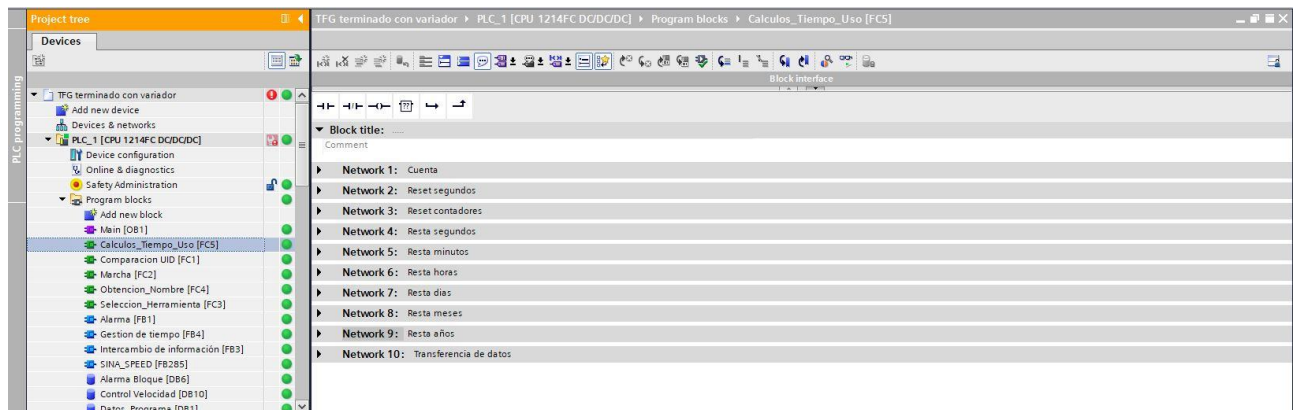 Project tree
TFG terminado con variador ▸ PLC_1 [CPU 1214FC DC/DC/DC] ▸ Program blocks ▸ Calculos_Tiempo_Uso [FC5]
Devices
PLC programming
Block interface
TFG terminado con variador
Add new device
Devices & networks
PLC_1 [CPU 1214FC DC/DC/DC]
Device configuration
Online & diagnostics
Safety Administration
Program blocks
Add new block
Main [OB1]
Calculos_Tiempo_Uso [FC5]
Comparacion UID [FC1]
Marcha [FC2]
Obtencion_Nombre [FC4]
Seleccion_Herramienta [FC3]
Alarma [FB1]
Gestion de tiempo [FB4]
Intercambio de información [FB3]
SINA_SPEED [FB285]
Alarma Bloque [DB6]
Control Velocidad [DB10]
Datos_Programa [DB1]
??
Block title: .....
Comment
Network 1: Cuenta
Network 2: Reset segundos
Network 3: Reset contadores
Network 4: Resta segundos
Network 5: Resta minutos
Network 6: Resta horas
Network 7: Resta dias
Network 8: Resta meses
Network 9: Resta años
Network 10: Transferencia de datos